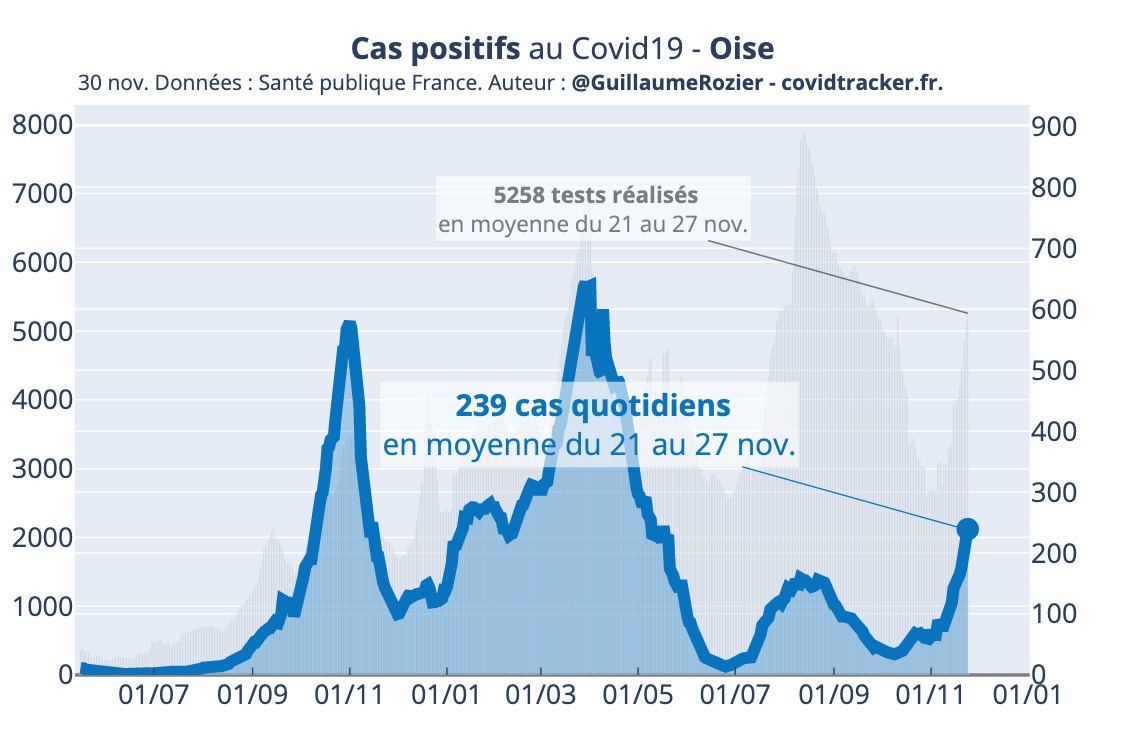 Cas positifs au Covid19 - Oise
30 nov. Données : Santé publique France. Auteur : @GuillaumeRozier - covidtracker.fr.
8000
7000
6000
5000
4000
3000
2000
1000
0
900
800
700
600
500
400
300
200
100
0
5258 tests réalisés
en moyenne du 21 au 27 nov.
239 cas quotidiens
en moyenne du 21 au 27 nov.
01/07 01/09 01/11 01/01 01/03 01/05 01/07 01/09 01/11 01/01